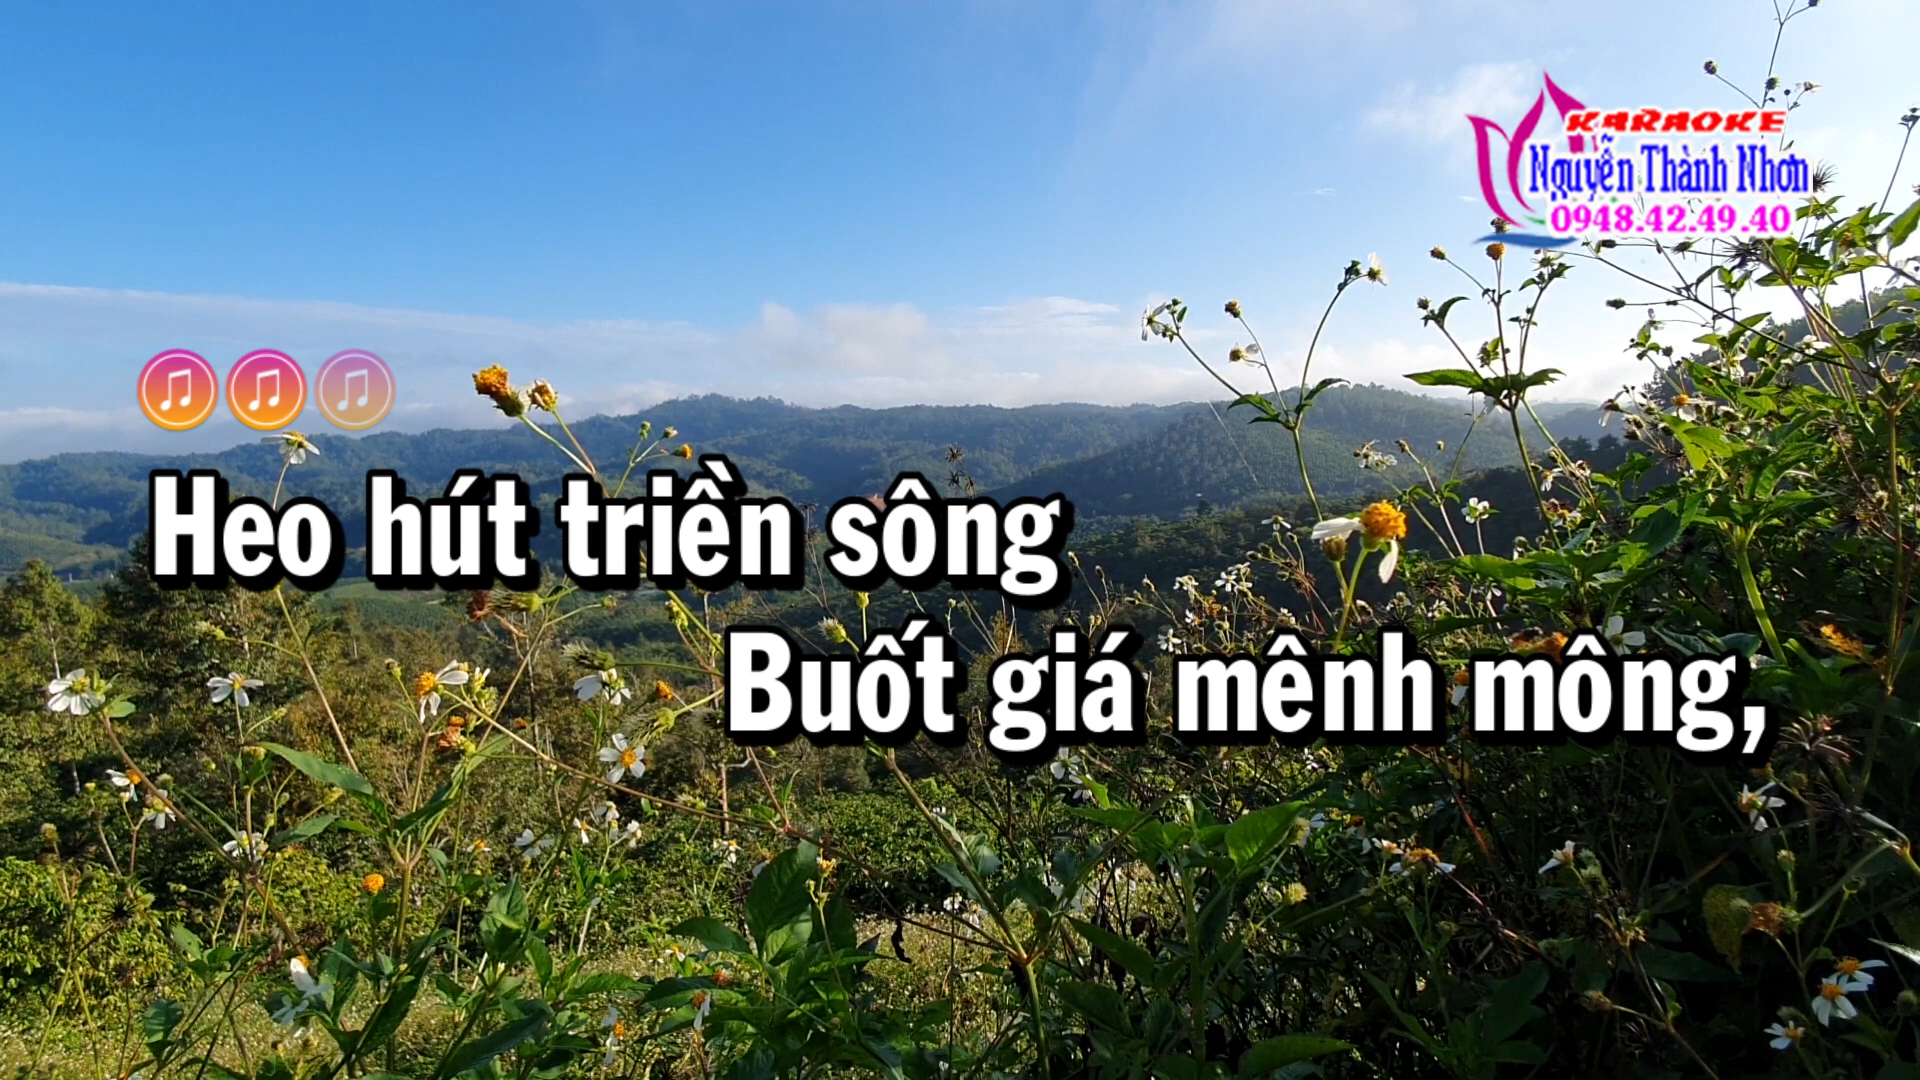 KARAOKE
Nguyễn Thành Nhơn
0948.42.49.40
Heo hút triền sông
Buốt giá mênh mông,